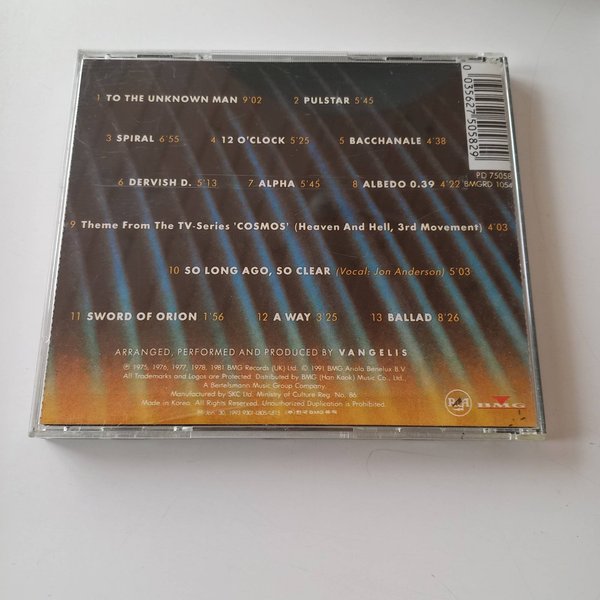 1 TO THE UNKNOWN MAN 9'02 2 PULSTAR 5'45
3 SPIRAL 6'55 4 12 O'CLOCK 5'25 5 BACCHANALE 4'38
6 DERVISH D. 5'13 7 ALPHA 5'45 8 ALBEDO 0.39 4'22
9 Theme From The TV-Series 'COSMOS' (Heaven And Hell, 3rd Movement) 4'03
10 SO LONG AGO, SO CLEAR (Vocal: Jon Anderson) 5'03
11 SWORD OF ORION 1'56 12 A WAY 3'25 13 BALLAD 8'26
ARRANGED, PERFORMED AND PRODUCED BY VANGELIS
℗ 1975, 1976, 1977, 1978, 1981 BMG Records (UK) Ltd. © 1991 BMG Ariola Benelux B.V.
All Trademarks and Logos are Protected. Distributed by BMG (Han Kook) Music Co., Ltd.
A Bertelsmann Music Group Company.
Manufactured by SKC Ltd. Ministry of Culture Reg. No. 86
Made in Korea. All Rights Reserved. Unauthorized Duplication is Prohibited.
0 035627 505829
PD 75058
BMGRD 1054
BMG